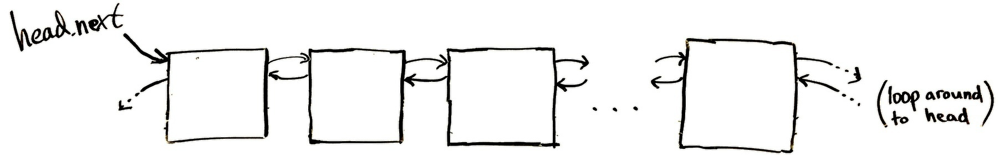 head.next
. . .
(loop around
to head)